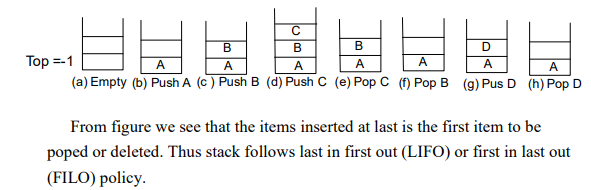 C
B B B D
Top =-1 A A A A A A A
(a) Empty (b) Push A (c ) Push B (d) Push C (e) Pop C (f) Pop B (g) Pus D (h) Pop D
From figure we see that the items inserted at last is the first item to be
poped or deleted. Thus stack follows last in first out (LIFO) or first in last out
(FILO) policy.